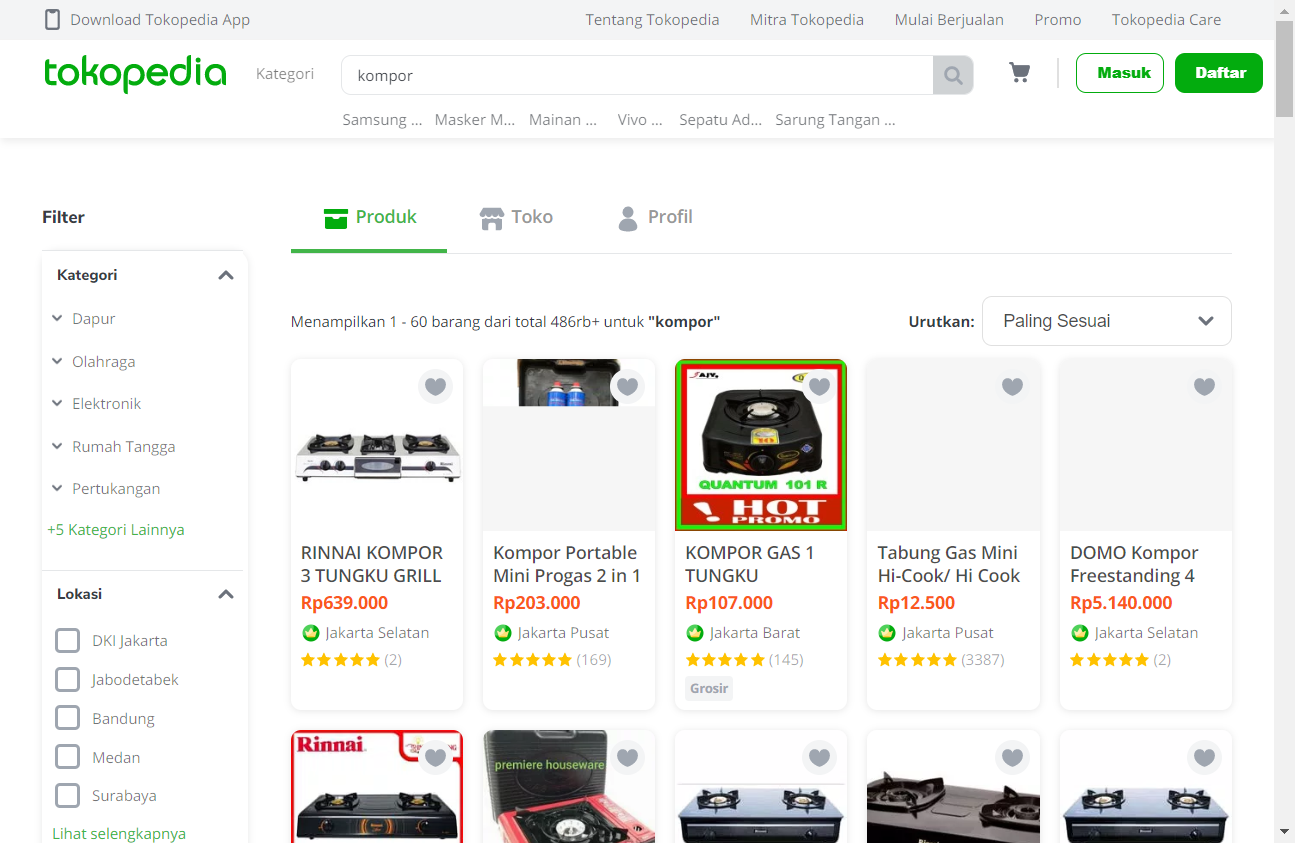 Download Tokopedia App
Tentang Tokopedia
Mitra Tokopedia
Mulai Berjualan
Promo
Tokopedia Care
tokopedia
Kategori
kompor
Masuk
Daftar
Samsung ...
Masker M...
Mainan ...
Vivo ...
Sepatu Ad...
Sarung Tangan ...
Filter
Produk
Toko
Profil
Kategori
Dapur
Olahraga
Elektronik
Rumah Tangga
Pertukangan
+5 Kategori Lainnya
Lokasi
DKI Jakarta
Jabodetabek
Bandung
Medan
Surabaya
Lihat selengkapnya
Menampilkan 1 - 60 barang dari total 486rb+ untuk "kompor"
Urutkan:
Paling Sesuai
RINNAI KOMPOR
3 TUNGKU GRILL
Rp639.000
Jakarta Selatan
(2)
Kompor Portable
Mini Progas 2 in 1
Rp203.000
Jakarta Pusat
(169)
QUANTUM 101 R
HOT
PROMO
KOMPOR GAS 1
TUNGKU
Rp107.000
Jakarta Barat
(145)
Grosir
Tabung Gas Mini
Hi-Cook/ Hi Cook
Rp12.500
Jakarta Pusat
(3387)
DOMO Kompor
Freestanding 4
Rp5.140.000
Jakarta Selatan
(2)
Rinnai
premiere houseware